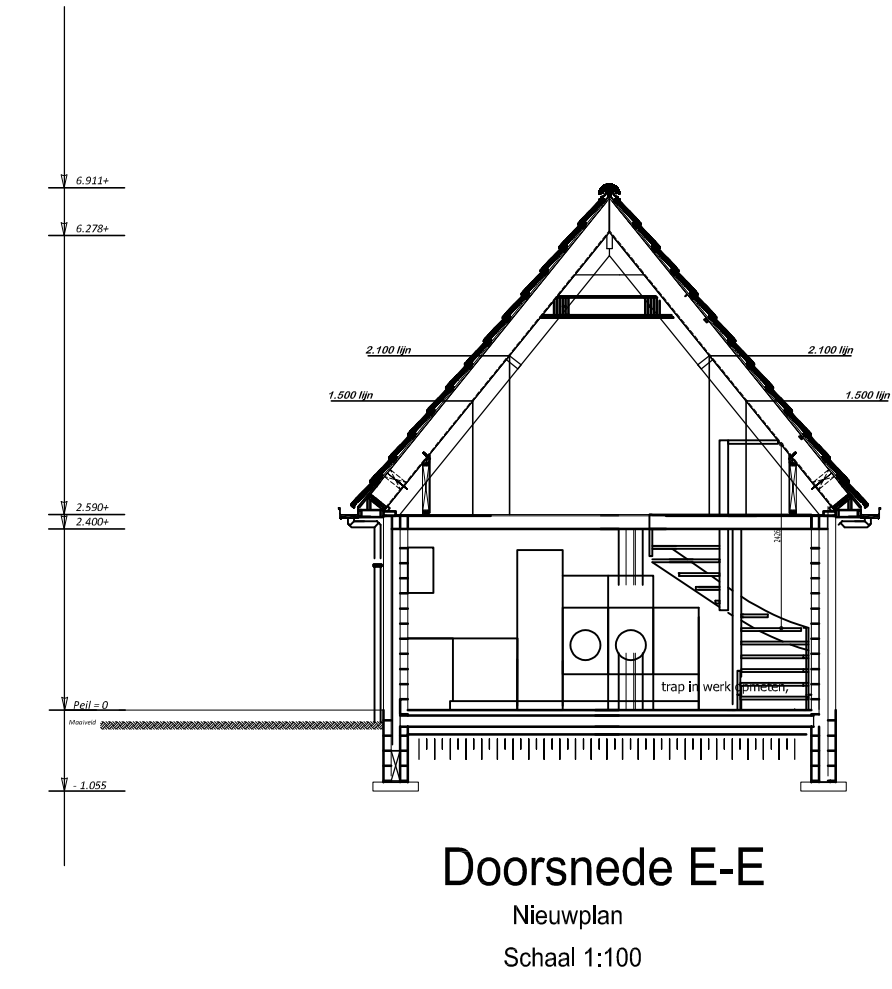 6.911+
6.278+
2.100 lijn
2.100 lijn
1.500 lijn
1.500 lijn
2.590+
2.400+
2426
trap in werk opmeten,
Peil = 0
Maaiveld
- 1.055
Doorsnede E-E
Nieuwplan
Schaal 1:100